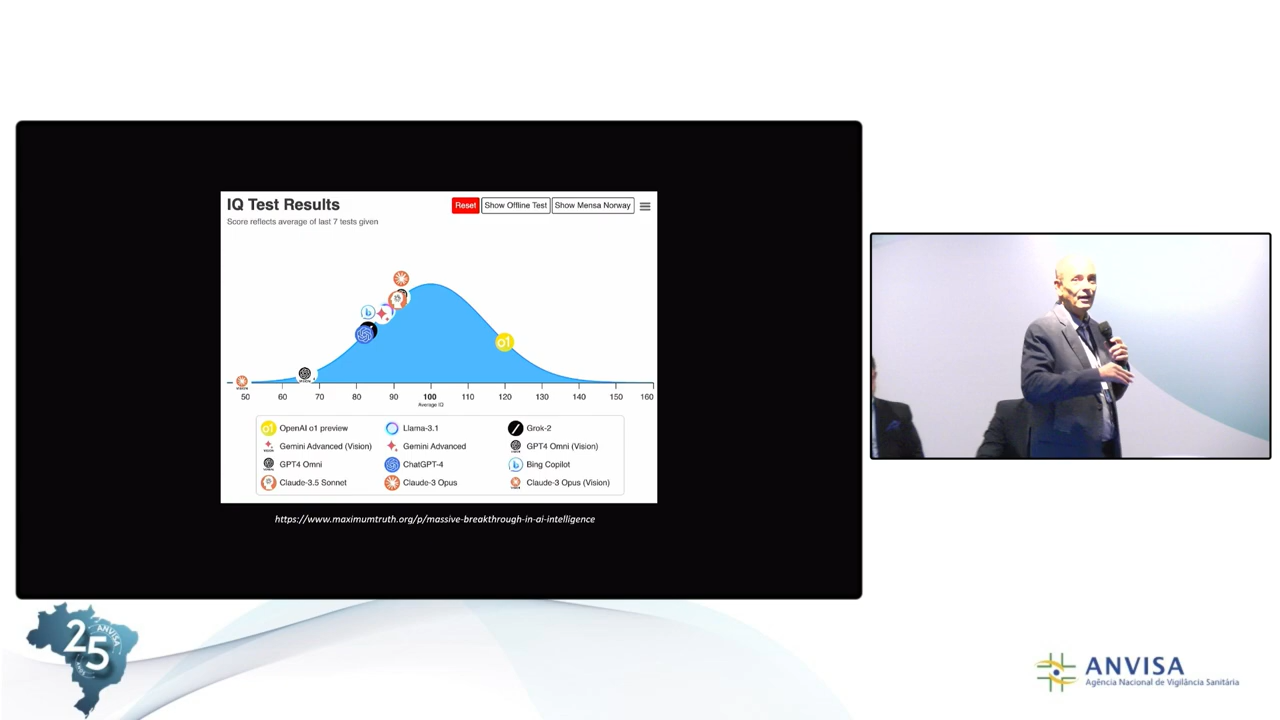 IQ Test Results
Reset Show Offline Test Show Mensa Norway
Score reflects average of last 7 tests given
o1
VISION
VISION
50 60 70 80 90 100 110 120 130 140 150 160
Average IQ
OpenAI o1 preview Llama-3.1 Grok-2
Gemini Advanced (Vision) Gemini Advanced GPT4 Omni (Vision)
GPT4 Omni ChatGPT-4 Bing Copilot
Claude-3.5 Sonnet Claude-3 Opus Claude-3 Opus (Vision)
https://www.maximumtruth.org/p/massive-breakthrough-in-ai-intelligence
25
ANVISA
ANVISA
Agência Nacional de Vigilância Sanitária